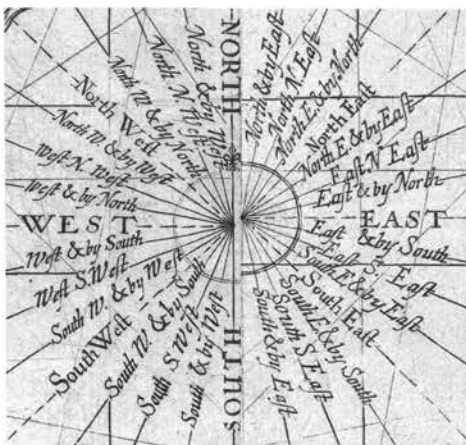 NORTH
North & by East
North N East
North E. & by North
North East
North E. & by East
East N. East
East & by North
EAST
East & by South
East So. East
South E & by East
South East
South E & by South
South S East
South & by East
SOUTH
South & by West
South S West
South W. & by South
South West
South W. & by West
West S. West
West & by South
WEST
West & by North
West N. West
North W. & by West
North West
North W & by North
North N. West
North & by West